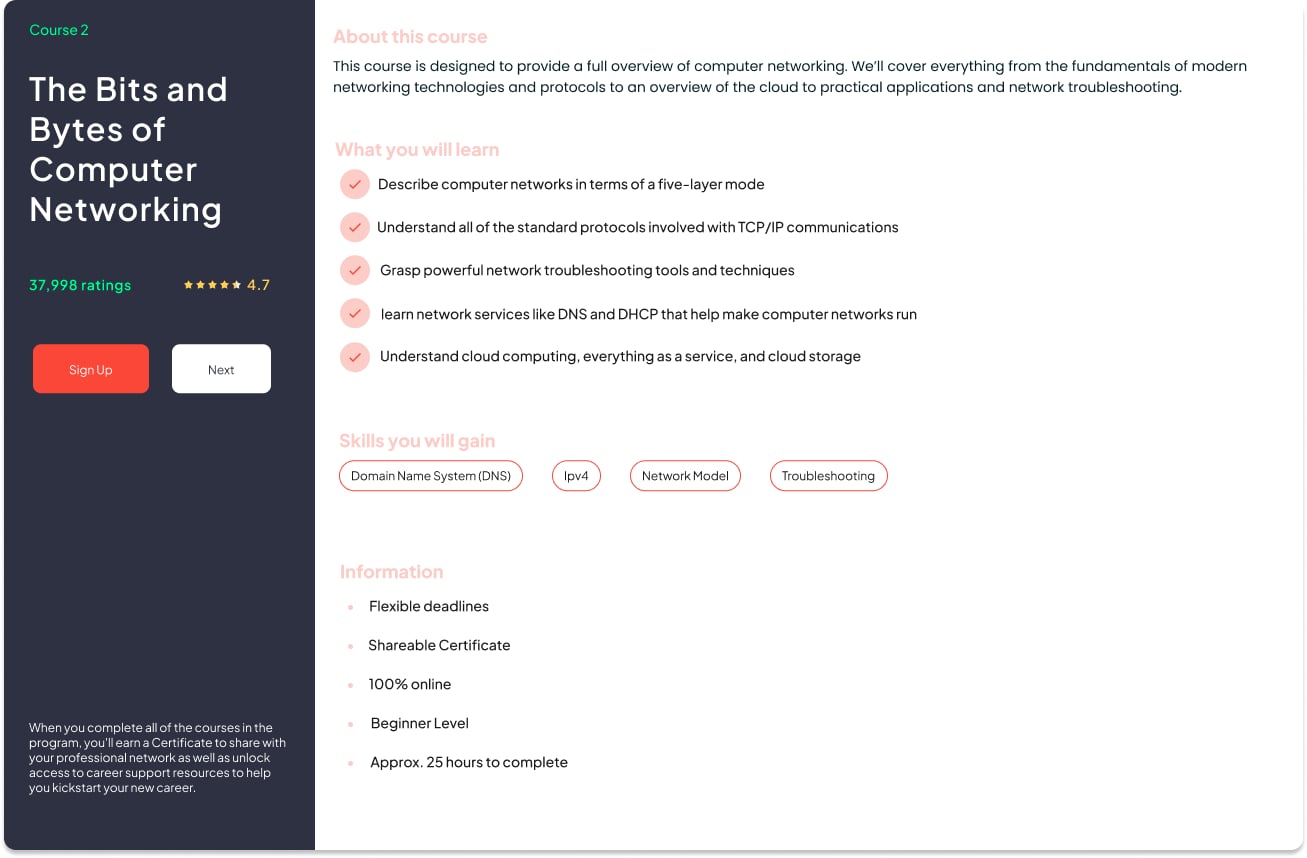 Course 2
The Bits and
Bytes of
Computer
Networking
37,998 ratings
4.7
Sign Up
Next
When you complete all of the courses in the
program, you'll earn a Certificate to share with
your professional network as well as unlock
access to career support resources to help
you kickstart your new career.
About this course
This course is designed to provide a full overview of computer networking. We’ll cover everything from the fundamentals of modern
networking technologies and protocols to an overview of the cloud to practical applications and network troubleshooting.
What you will learn
Describe computer networks in terms of a five-layer mode
Understand all of the standard protocols involved with TCP/IP communications
Grasp powerful network troubleshooting tools and techniques
learn network services like DNS and DHCP that help make computer networks run
Understand cloud computing, everything as a service, and cloud storage
Skills you will gain
Domain Name System (DNS)
Ipv4
Network Model
Troubleshooting
Information
Flexible deadlines
Shareable Certificate
100% online
Beginner Level
Approx. 25 hours to complete